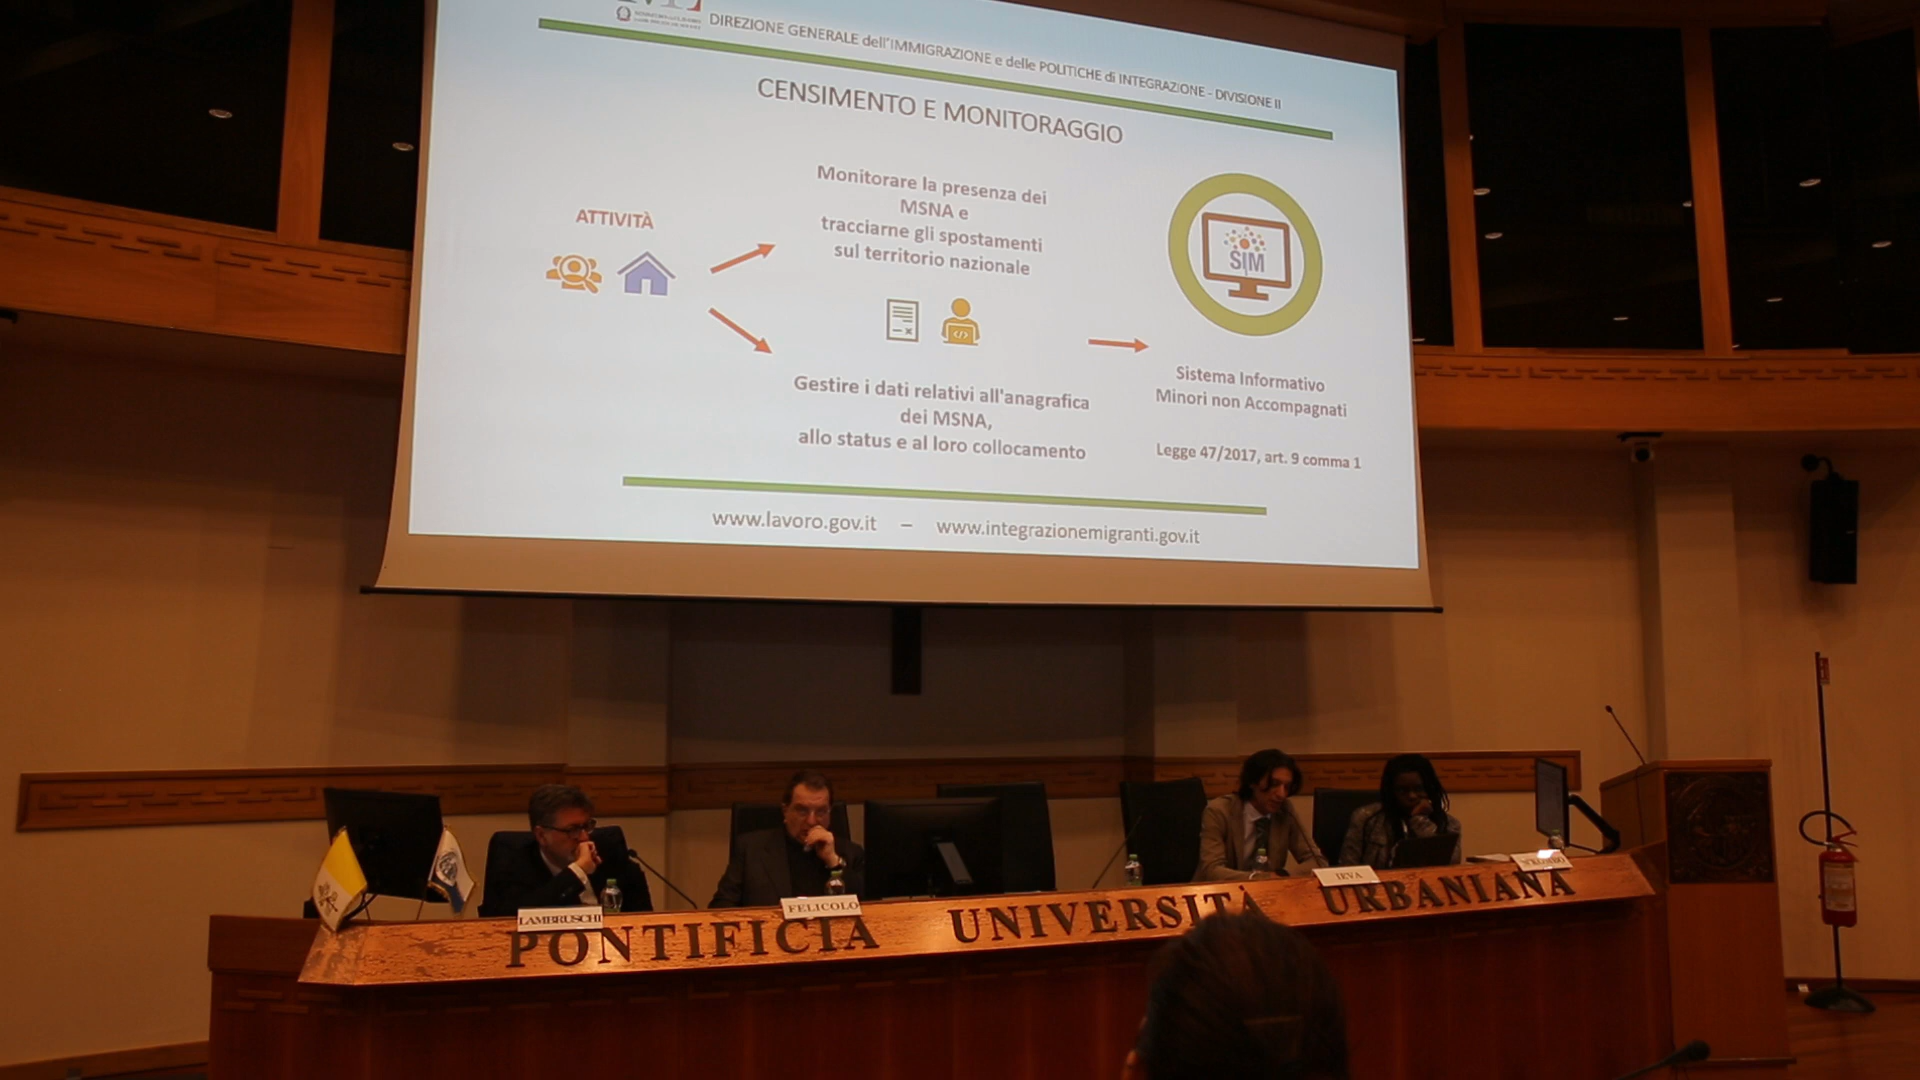 DIREZIONE GENERALE dell'IMMIGRAZIONE e delle POLITICHE di INTEGRAZIONE - DIVISIONE II
CENSIMENTO E MONITORAGGIO
ATTIVITÀ
Monitorare la presenza dei
MSNA e
tracciarne gli spostamenti
sul territorio nazionale
Gestire i dati relativi all'anagrafica
dei MSNA,
allo status e al loro collocamento
SIM
Sistema Informativo
Minori non Accompagnati
Legge 47/2017, art. 9 comma 1
www.lavoro.gov.it – www.integrazionemigranti.gov.it
LAMBRUSCHI
FELICOLO
IEVA
PONTIFICIA UNIVERSITÀ URBANIANA